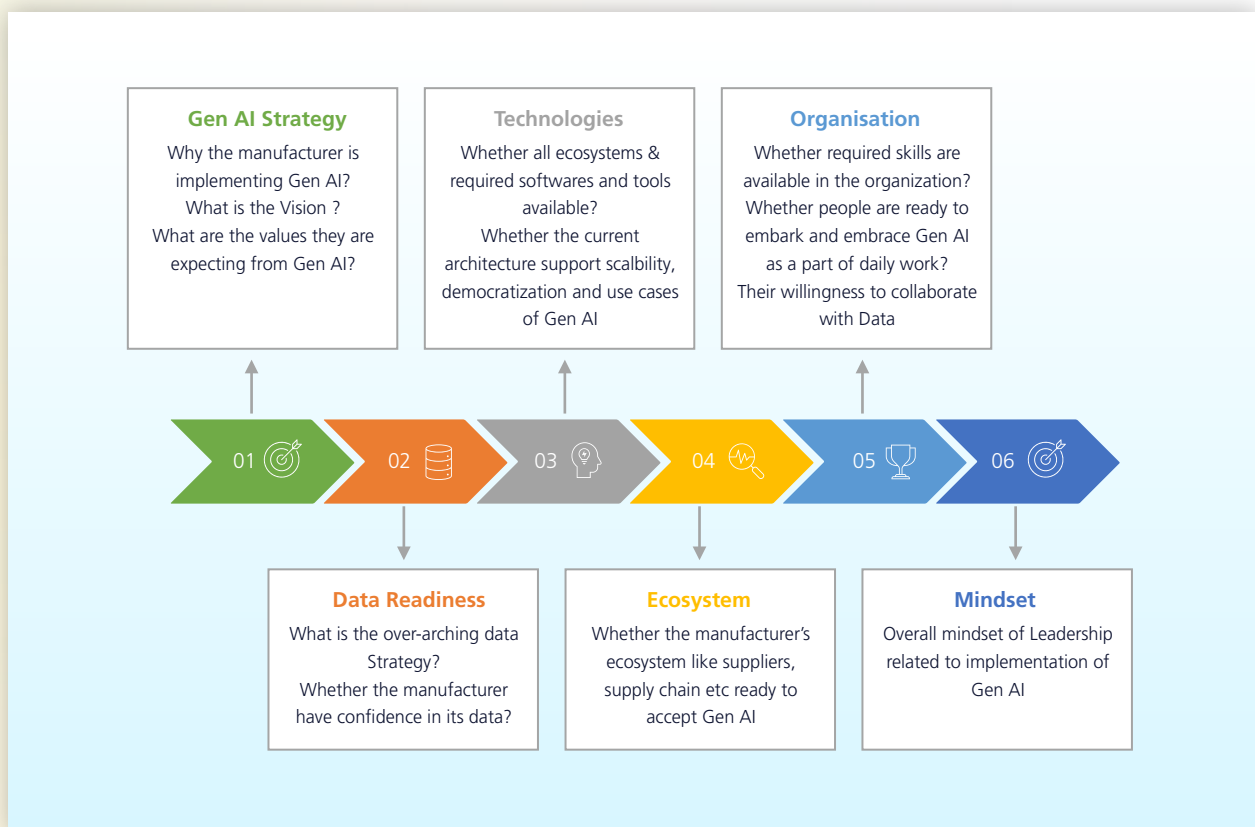 Gen AI Strategy
Why the manufacturer is
implementing Gen AI?
What is the Vision ?
What are the values they are
expecting from Gen AI?
Technologies
Whether all ecosystems &
required softwares and tools
available?
Whether the current
architecture support scalbility,
democratization and use cases
of Gen AI
Organisation
Whether required skills are
available in the organization?
Whether people are ready to
embark and embrace Gen AI
as a part of daily work?
Their willingness to collaborate
with Data
01
02
03
04
05
06
Data Readiness
What is the over-arching data
Strategy?
Whether the manufacturer
have confidence in its data?
Ecosystem
Whether the manufacturer’s
ecosystem like suppliers,
supply chain etc ready to
accept Gen AI
Mindset
Overall mindset of Leadership
related to implementation of
Gen AI